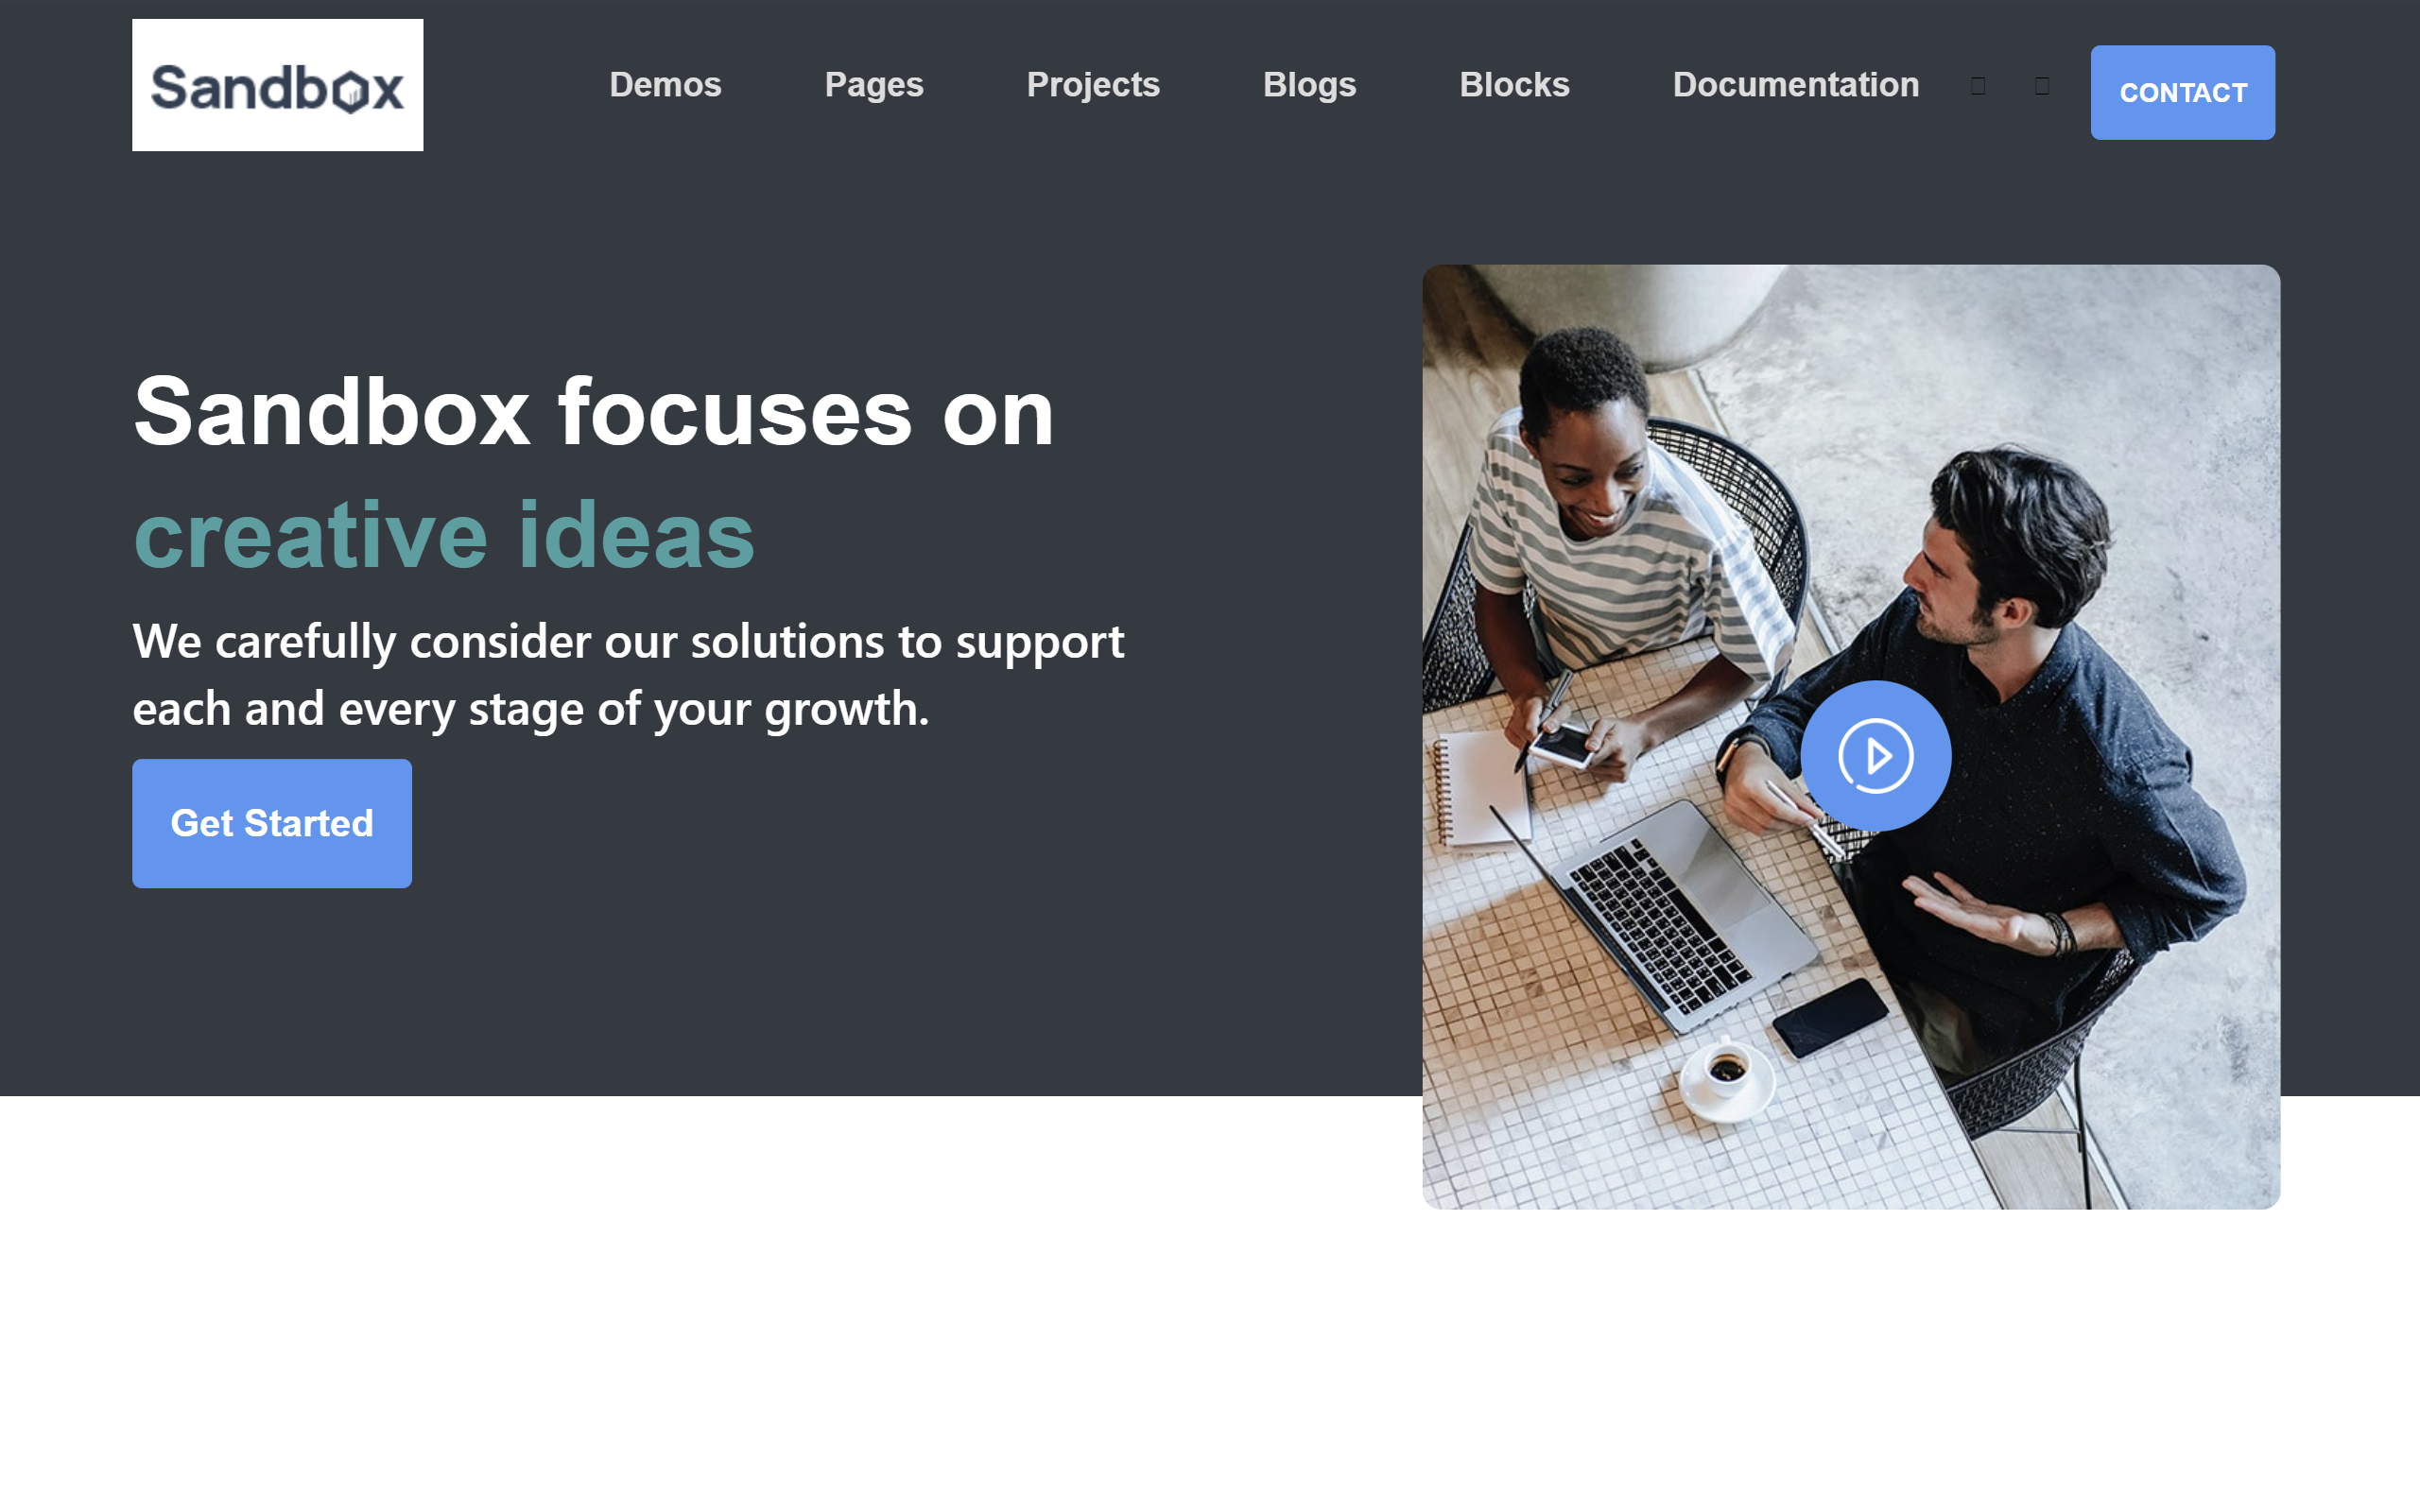 Sandbox
Demos
Pages
Projects
Blogs
Blocks
Documentation
CONTACT
Sandbox focuses on
creative ideas
We carefully consider our solutions to support
each and every stage of your growth.
Get Started